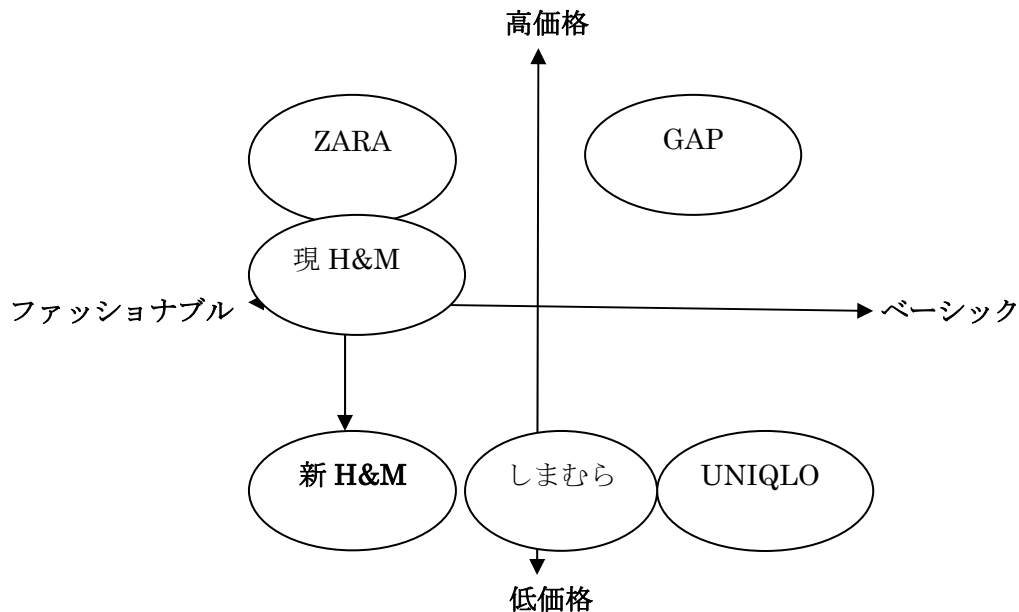 高価格
ZARA
GAP
現 H&M
ファッショナブル
ベーシック
新 H&M
しまむら
UNIQLO
低価格